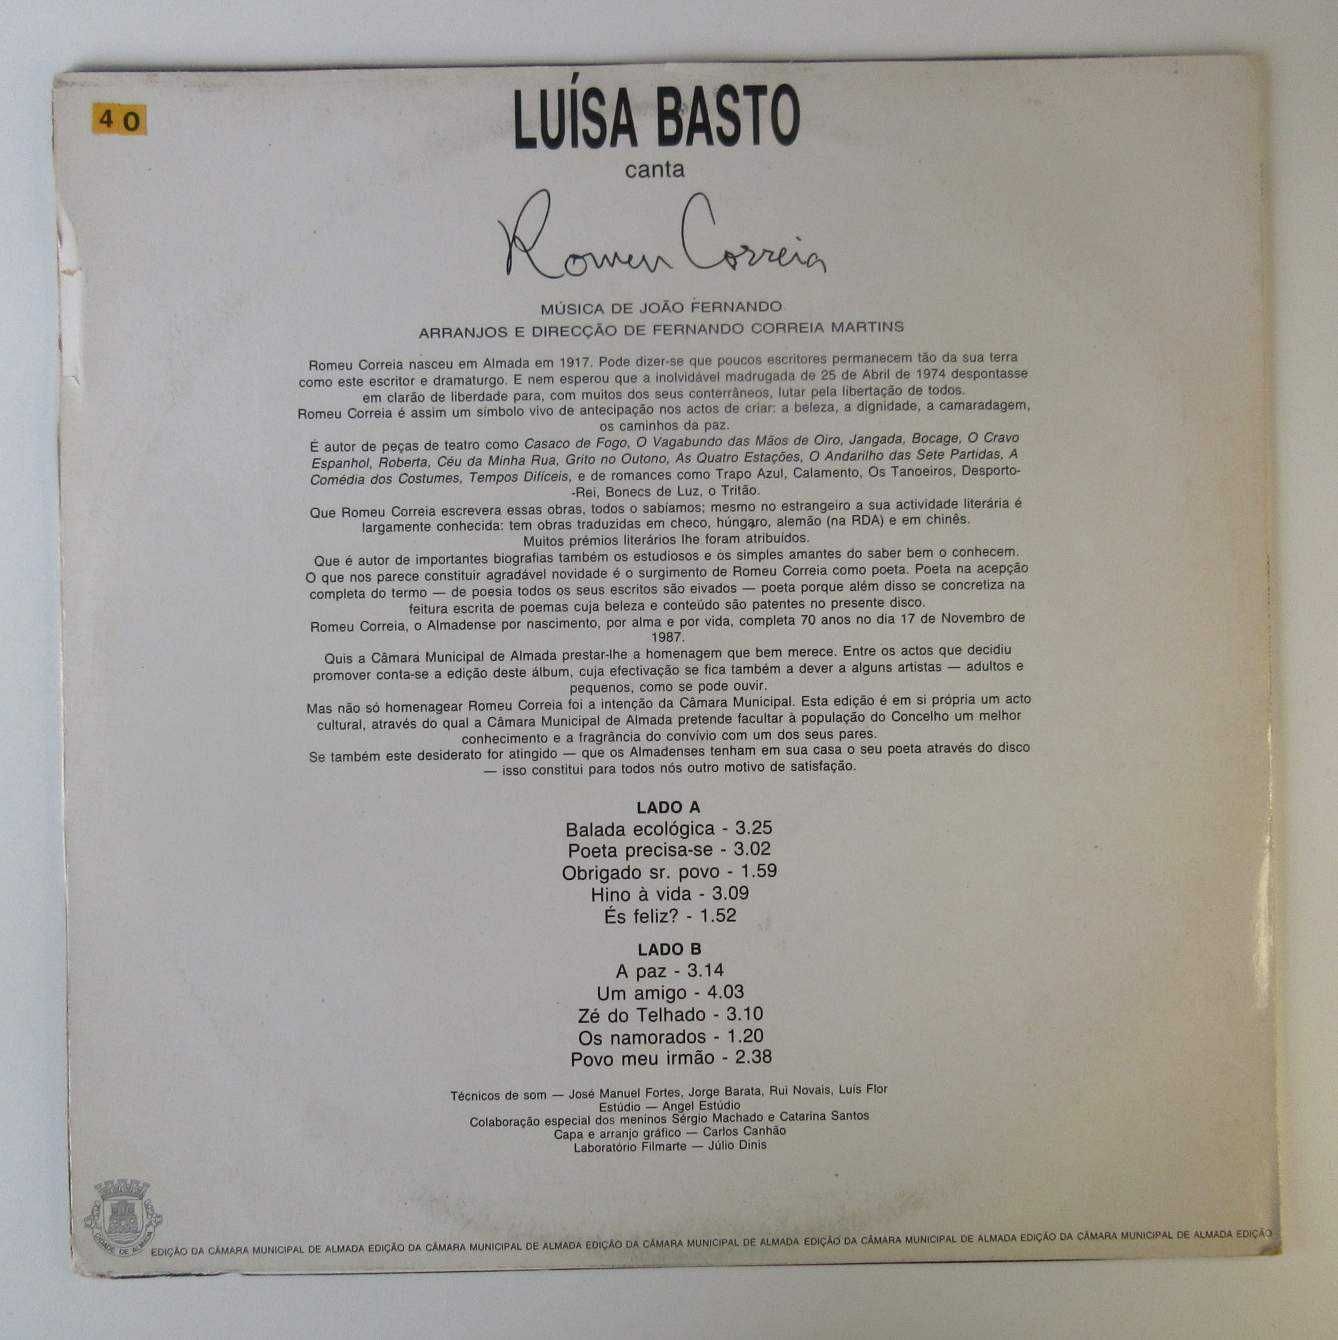 40
LUÍSA BASTO
canta
Romeu Correia
MÚSICA DE JOÃO FERNANDO
ARRANJOS E DIRECÇÃO DE FERNANDO CORREIA MARTINS
Romeu Correia nasceu em Almada em 1917. Pode dizer-se que poucos escritores permanecem tão da sua terra
como este escritor e dramaturgo. E nem esperou que a inolvidável madrugada de 25 de Abril de 1974 despontasse
em clarão de liberdade para, com muitos dos seus conterrâneos, lutar pela libertação de todos.
Romeu Correia é assim um símbolo vivo de antecipação nos actos de criar: a beleza, a dignidade, a camaradagem,
os caminhos da paz.
É autor de peças de teatro como Casaco de Fogo, O Vagabundo das Mãos de Oiro, Jangada, Bocage, O Cravo
Espanhol, Roberta, Céu da Minha Rua, Grito no Outono, As Quatro Estações, O Andarilho das Sete Partidas, A
Comédia dos Costumes, Tempos Difíceis, e de romances como Trapo Azul, Calamento, Os Tanoeiros, Desporto-
-Rei, Bonecs de Luz, o Tritão.
Que Romeu Correia escrevera essas obras, todos o sabíamos; mesmo no estrangeiro a sua actividade literária é
largamente conhecida: tem obras traduzidas em checo, húngaro, alemão (na RDA) e em chinês.
Muitos prémios literários lhe foram atribuídos.
Que é autor de importantes biografias também os estudiosos e os simples amantes do saber bem o conhecem.
O que nos parece constituir agradável novidade é o surgimento de Romeu Correia como poeta. Poeta na acepção
completa do termo — de poesia todos os seus escritos são eivados — poeta porque além disso se concretiza na
feitura escrita de poemas cuja beleza e conteúdo são patentes no presente disco.
Romeu Correia, o Almadense por nascimento, por alma e por vida, completa 70 anos no dia 17 de Novembro de
1987.
Quis a Câmara Municipal de Almada prestar-lhe a homenagem que bem merece. Entre os actos que decidiu
promover conta-se a edição deste álbum, cuja efectivação se fica também a dever a alguns artistas — adultos e
pequenos, como se pode ouvir.
Mas não só homenagear Romeu Correia foi a intenção da Câmara Municipal. Esta edição é em si própria um acto
cultural, através do qual a Câmara Municipal de Almada pretende facultar à população do Concelho um melhor
conhecimento e a fragrância do convívio com um dos seus pares.
Se também este desiderato for atingido — que os Almadenses tenham em sua casa o seu poeta através do disco
— isso constitui para todos nós outro motivo de satisfação.
LADO A
Balada ecológica - 3.25
Poeta precisa-se - 3.02
Obrigado sr. povo - 1.59
Hino à vida - 3.09
És feliz? - 1.52
LADO B
A paz - 3.14
Um amigo - 4.03
Zé do Telhado - 3.10
Os namorados - 1.20
Povo meu irmão - 2.38
Técnicos de som — José Manuel Fortes, Jorge Barata, Rui Novais, Luís Flor
Estúdio — Angel Estúdio
Colaboração especial dos meninos Sérgio Machado e Catarina Santos
Capa e arranjo gráfico — Carlos Canhão
Laboratório Filmarte — Júlio Dinis
CIDADE DE ALMADA
EDIÇÃO DA CÂMARA MUNICIPAL DE ALMADA EDIÇÃO DA CÂMARA MUNICIPAL DE ALMADA EDIÇÃO DA CÂMARA MUNICIPAL DE ALMADA EDIÇÃO DA CÂMARA MUNICIPAL DE ALMADA EDIÇÃO DA CÂMARA MUNICIPAL DE ALMADA EDIÇÃO